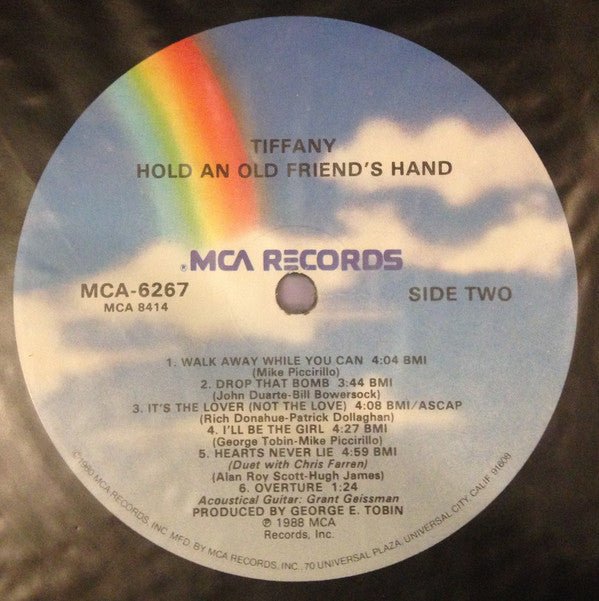 TIFFANY
HOLD AN OLD FRIEND'S HAND
®MCA RECORDS
MCA-6267
MCA 8414
SIDE TWO
1. WALK AWAY WHILE YOU CAN 4:04 BMI
(Mike Piccirillo)
2. DROP THAT BOMB 3:44 BMI
(John Duarte-Bill Bowersock)
3. IT'S THE LOVER (NOT THE LOVE) 4:08 BMI/ASCAP
(Rich Donahue-Patrick Dollaghan)
4. I'LL BE THE GIRL 4:27 BMI
(George Tobin-Mike Piccirillo)
5. HEARTS NEVER LIE 4:59 BMI
(Duet with Chris Farren)
(Alan Roy Scott-Hugh James)
6. OVERTURE 1:24
Acoustical Guitar: Grant Geissman
PRODUCED BY GEORGE E. TOBIN
℗ 1988 MCA
Records, Inc.
©1980 MCA RECORDS, INC. MFD. BY MCA RECORDS, INC., 70 UNIVERSAL PLAZA, UNIVERSAL CITY, CALIF. 91608